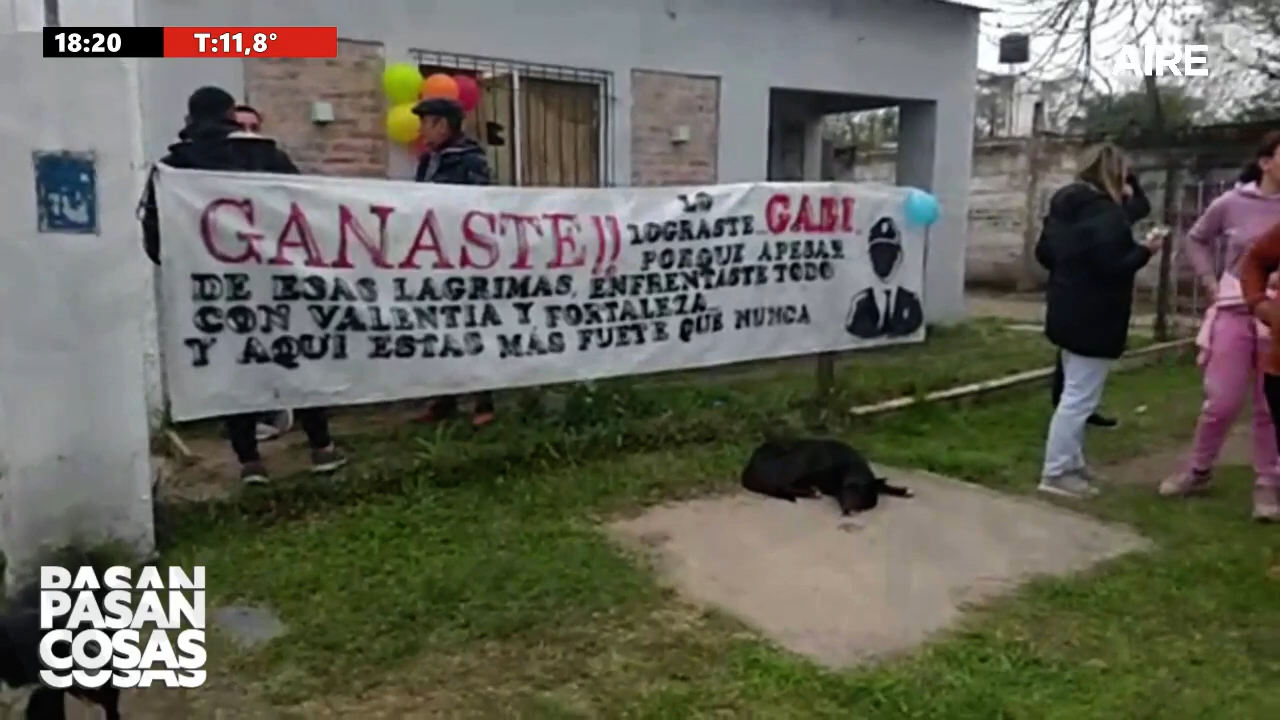 18:20 T:11,8°
AIRE
GANASTE!! LO LOGRASTE GABI
PORQUE APESAR
DE ESAS LAGRIMAS, ENFRENTASTE TODO
CON VALENTIA Y FORTALEZA
Y AQUI ESTAS MÁS FUETE QUE NUNCA
PASAN
PASAN
COSAS